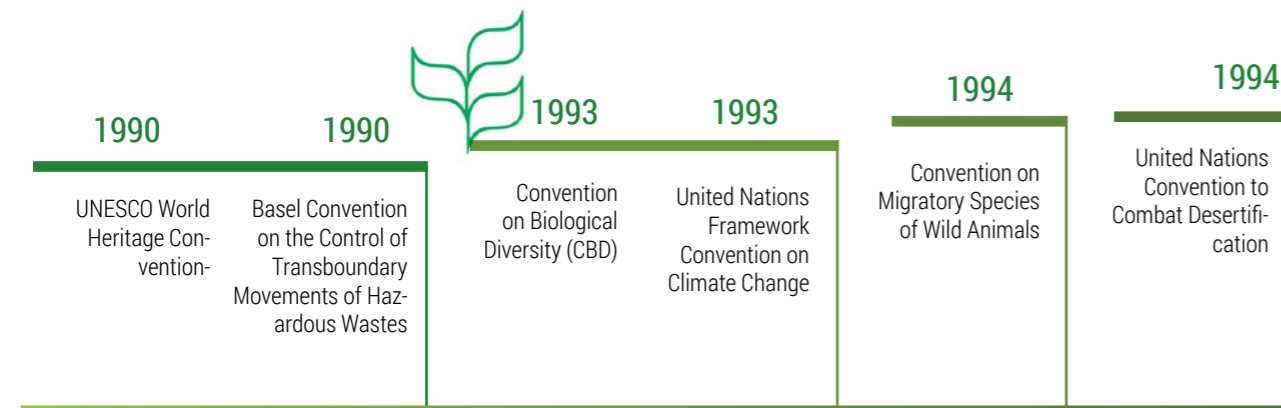 1990
UNESCO World
Heritage Con-
vention-
1990
Basel Convention
on the Control of
Transboundary
Movements of Haz-
ardous Wastes
1993
Convention
on Biological
Diversity (CBD)
1993
United Nations
Framework
Convention on
Climate Change
1994
Convention on
Migratory Species
of Wild Animals
1994
United Nations
Convention to
Combat Desertifi-
cation